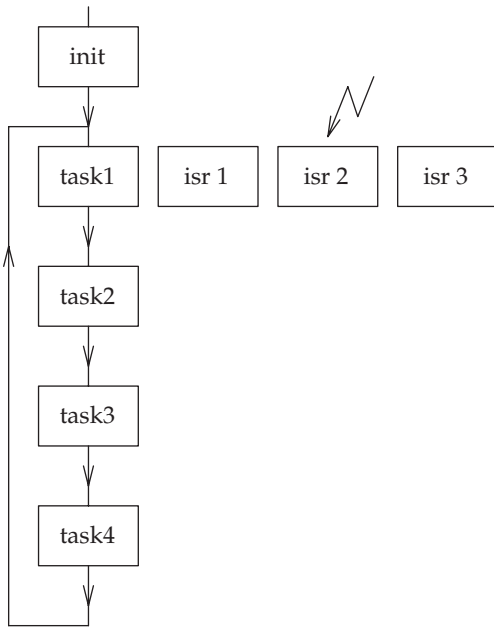 init
task1 isr 1 isr 2 isr 3
task2
task3
task4